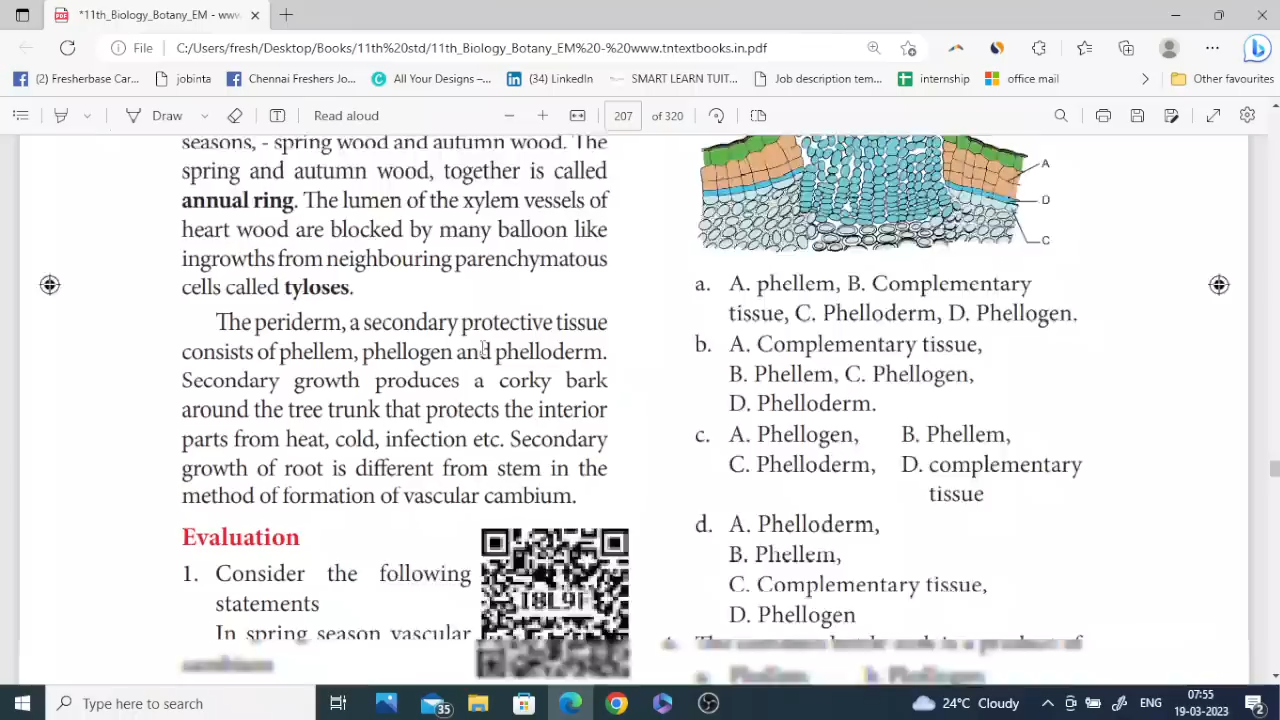 *11th_Biology_Botany_EM - www
File C:/Users/fresh/Desktop/Books/11th%20std/11th_Biology_Botany_EM%20-%20www.tntextbooks.in.pdf
(2) Fresherbase Car... jobinta Chennai Freshers Jo... All Your Designs –... (34) LinkedIn SMART LEARN TUIT... Job description tem... internship office mail Other favourites
Draw Read aloud 207 of 320
seasons, - spring wood and autumn wood. The
spring and autumn wood, together is called
annual ring. The lumen of the xylem vessels of
heart wood are blocked by many balloon like
ingrowths from neighbouring parenchymatous
cells called tyloses.
The periderm, a secondary protective tissue
consists of phellem, phellogen and phelloderm.
Secondary growth produces a corky bark
around the tree trunk that protects the interior
parts from heat, cold, infection etc. Secondary
growth of root is different from stem in the
method of formation of vascular cambium.
Evaluation
1. Consider the following
statements
In spring season vascular
I8L9F
A
D
C
a. A. phellem, B. Complementary
tissue, C. Phelloderm, D. Phellogen.
b. A. Complementary tissue,
B. Phellem, C. Phellogen,
D. Phelloderm.
c. A. Phellogen, B. Phellem,
C. Phelloderm, D. complementary
tissue
d. A. Phelloderm,
B. Phellem,
C. Complementary tissue,
D. Phellogen
Type here to search
35
24°C Cloudy
ENG
07:55
19-03-2023
2